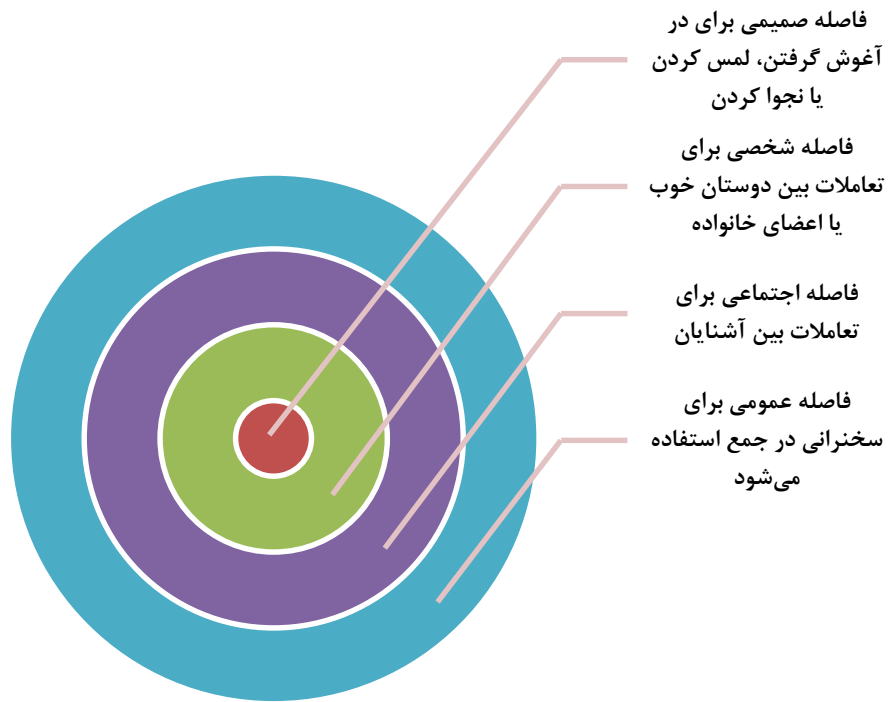 فاصله صمیمی برای در
آغوش گرفتن، لمس کردن
یا نجوا کردن
فاصله شخصی برای
تعاملات بین دوستان خوب
یا اعضای خانواده
فاصله اجتماعی برای
تعاملات بین آشنایان
فاصله عمومی برای
سخنرانی در جمع استفاده
می‌شود